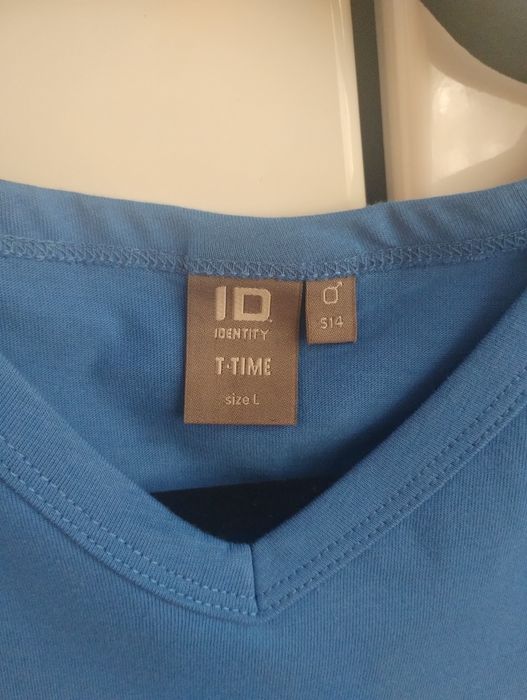 ID
IDENTITY
T·TIME
size L
514